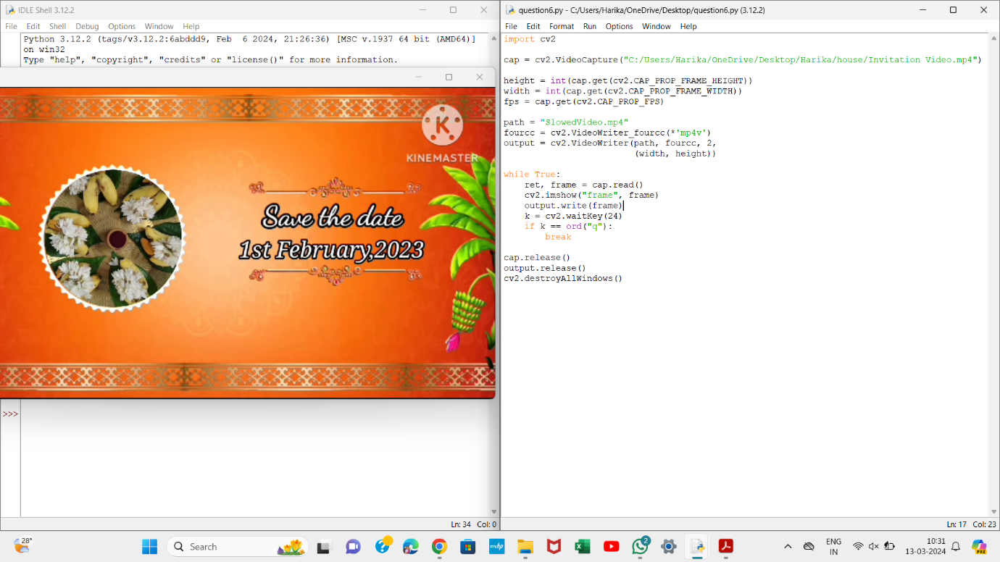 IDLE Shell 3.12.2
File Edit Shell Debug Options Window Help
Python 3.12.2 (tags/v3.12.2:6abddd9, Feb  6 2024, 21:26:36) [MSC v.1937 64 bit (AMD64)]
on win32
Type "help", "copyright", "credits" or "license()" for more information.
K
KINEMASTER
Save the date
1st February,2023
>>>
Ln: 34 Col: 0
question6.py - C:/Users/Harika/OneDrive/Desktop/question6.py (3.12.2)
File Edit Format Run Options Window Help
import cv2
cap = cv2.VideoCapture("C:/Users/Harika/OneDrive/Desktop/Harika/house/Invitation Video.mp4")
height = int(cap.get(cv2.CAP_PROP_FRAME_HEIGHT))
width = int(cap.get(cv2.CAP_PROP_FRAME_WIDTH))
fps = cap.get(cv2.CAP_PROP_FPS)
path = "SlowedVideo.mp4"
fourcc = cv2.VideoWriter_fourcc(*'mp4v')
output = cv2.VideoWriter(path, fourcc, 2,
                         (width, height))
while True:
    ret, frame = cap.read()
    cv2.imshow("frame", frame)
    output.write(frame)
    k = cv2.waitKey(24)
    if k == ord("q"):
        break
cap.release()
output.release()
cv2.destroyAllWindows()
Ln: 17 Col: 23
28°
Search
myhp
2
ENG
IN
10:31
13-03-2024
PRE